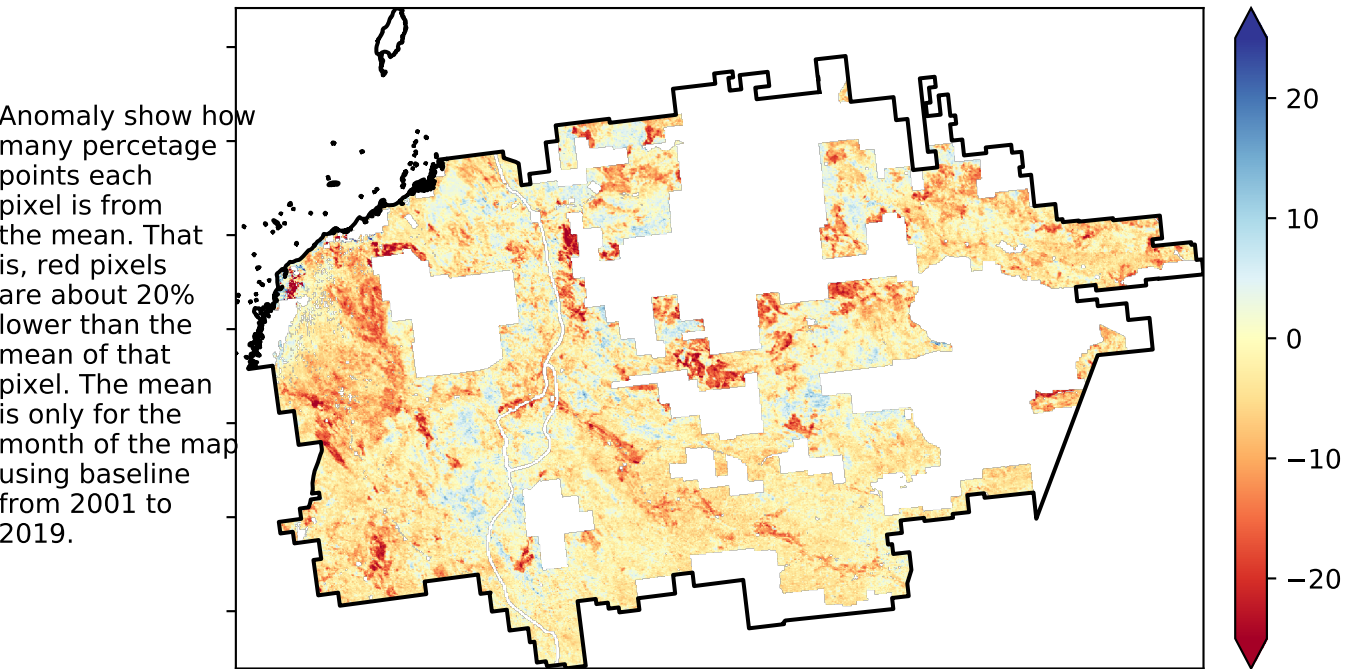 Anomaly show how
many percetage
points each
pixel is from
the mean. That
is, red pixels
are about 20%
lower than the
mean of that
pixel. The mean
is only for the
month of the map
using baseline
from 2001 to
2019.
20
10
0
−10
−20